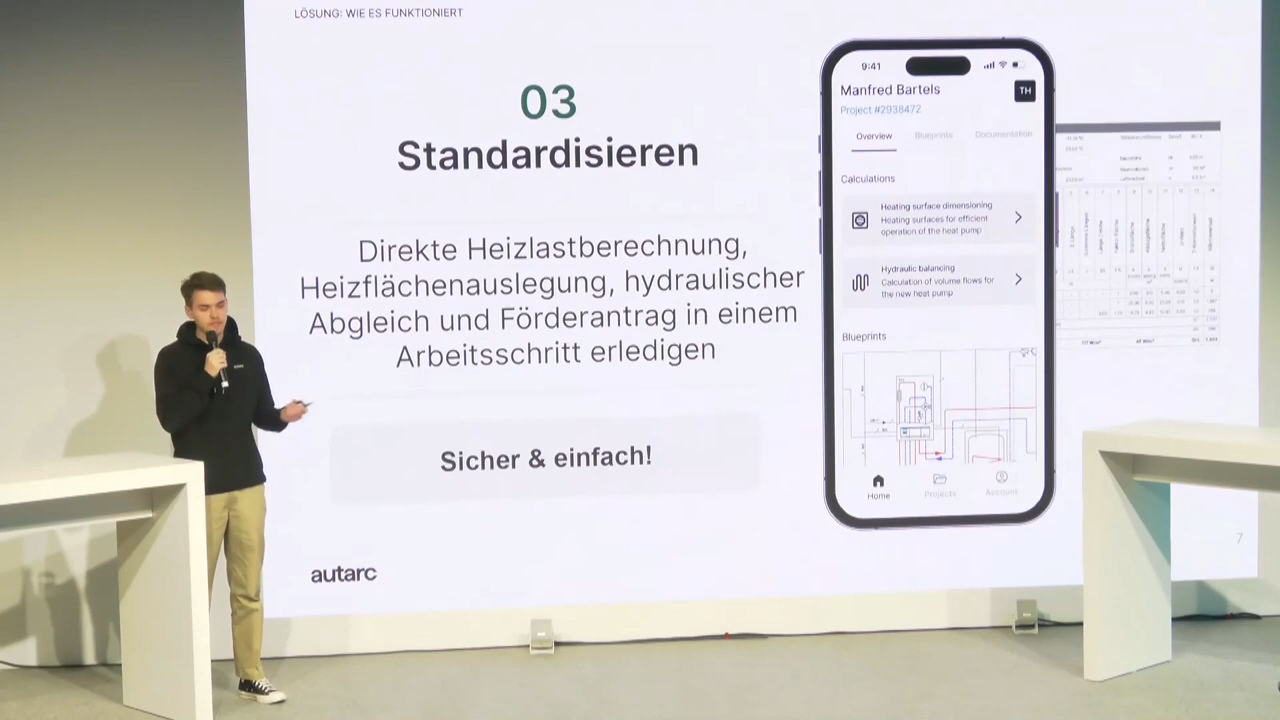 LÖSUNG: WIE ES FUNKTIONIERT
03
Standardisieren
Direkte Heizlastberechnung,
Heizflächenauslegung, hydraulischer
Abgleich und Förderantrag in einem
Arbeitsschritt erledigen
Sicher & einfach!
autarc
9:41
Manfred Bartels
TH
Project #2938472
Overview Blueprints Documentation
Calculations
Heating surface dimensioning
Heating surfaces for efficient
operation of the heat pump
Hydraulic balancing
Calculation of volume flows for
the new heat pump
Blueprints
Home Projects Account
7